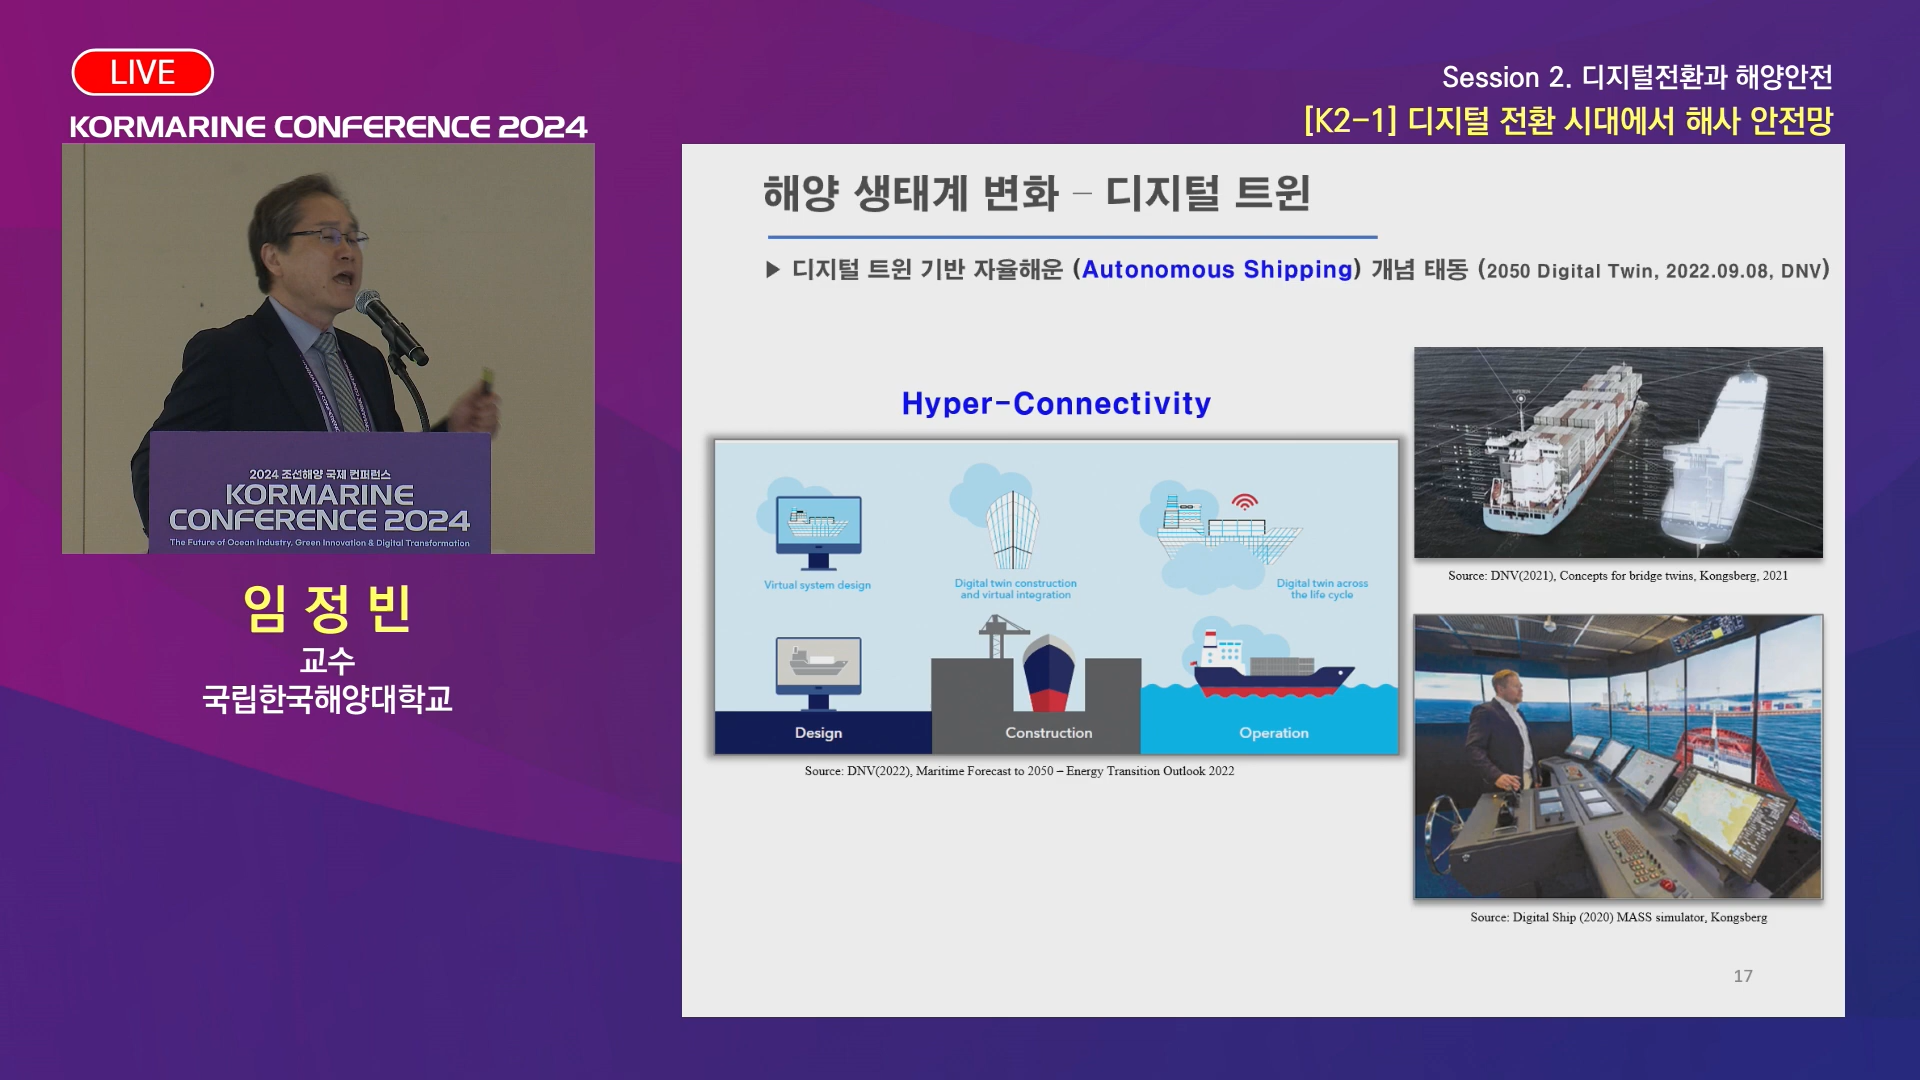 LIVE
KORMARINE CONFERENCE 2024
Session 2. 디지털전환과 해양안전
[K2-1] 디지털 전환 시대에서 해사 안전망
2024 조선해양 국제 컨퍼런스
KORMARINE
CONFERENCE 2024
The Future of Ocean Industry, Green Innovation & Digital Transformation
임정빈
교수
국립한국해양대학교
해양 생태계 변화 – 디지털 트윈
▶ 디지털 트윈 기반 자율해운 (Autonomous Shipping) 개념 태동 (2050 Digital Twin, 2022.09.08, DNV)
Hyper-Connectivity
Virtual system design
Digital twin construction
and virtual integration
Digital twin across
the life cycle
Design
Construction
Operation
Source: DNV(2022), Maritime Forecast to 2050 – Energy Transition Outlook 2022
Source: DNV(2021), Concepts for bridge twins, Kongsberg, 2021
Source: Digital Ship (2020) MASS simulator, Kongsberg
17